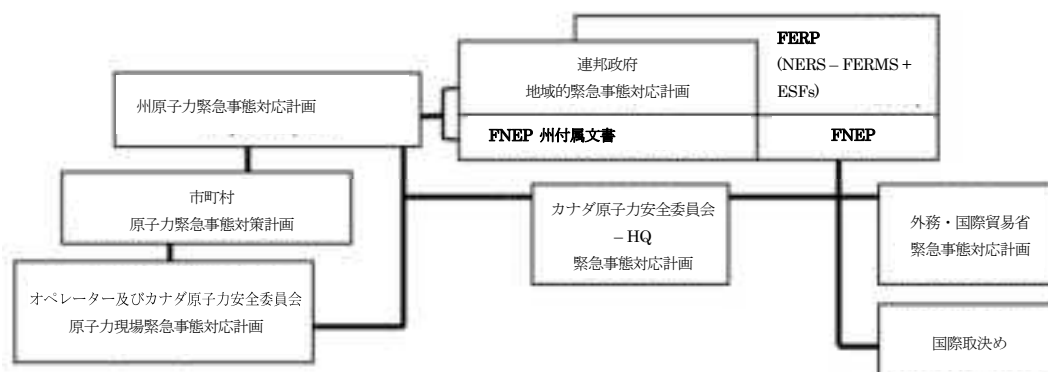 FERP
(NERS – FERMS +
ESFs)
連邦政府
地域的緊急事態対応計画
州原子力緊急事態対応計画
FNEP 州付属文書
FNEP
市町村
原子力緊急事態対策計画
カナダ原子力安全委員会
– HQ
緊急事態対応計画
外務・国際貿易省
緊急事態対応計画
オペレーター及びカナダ原子力安全委員会
原子力現場緊急事態対応計画
国際取決め